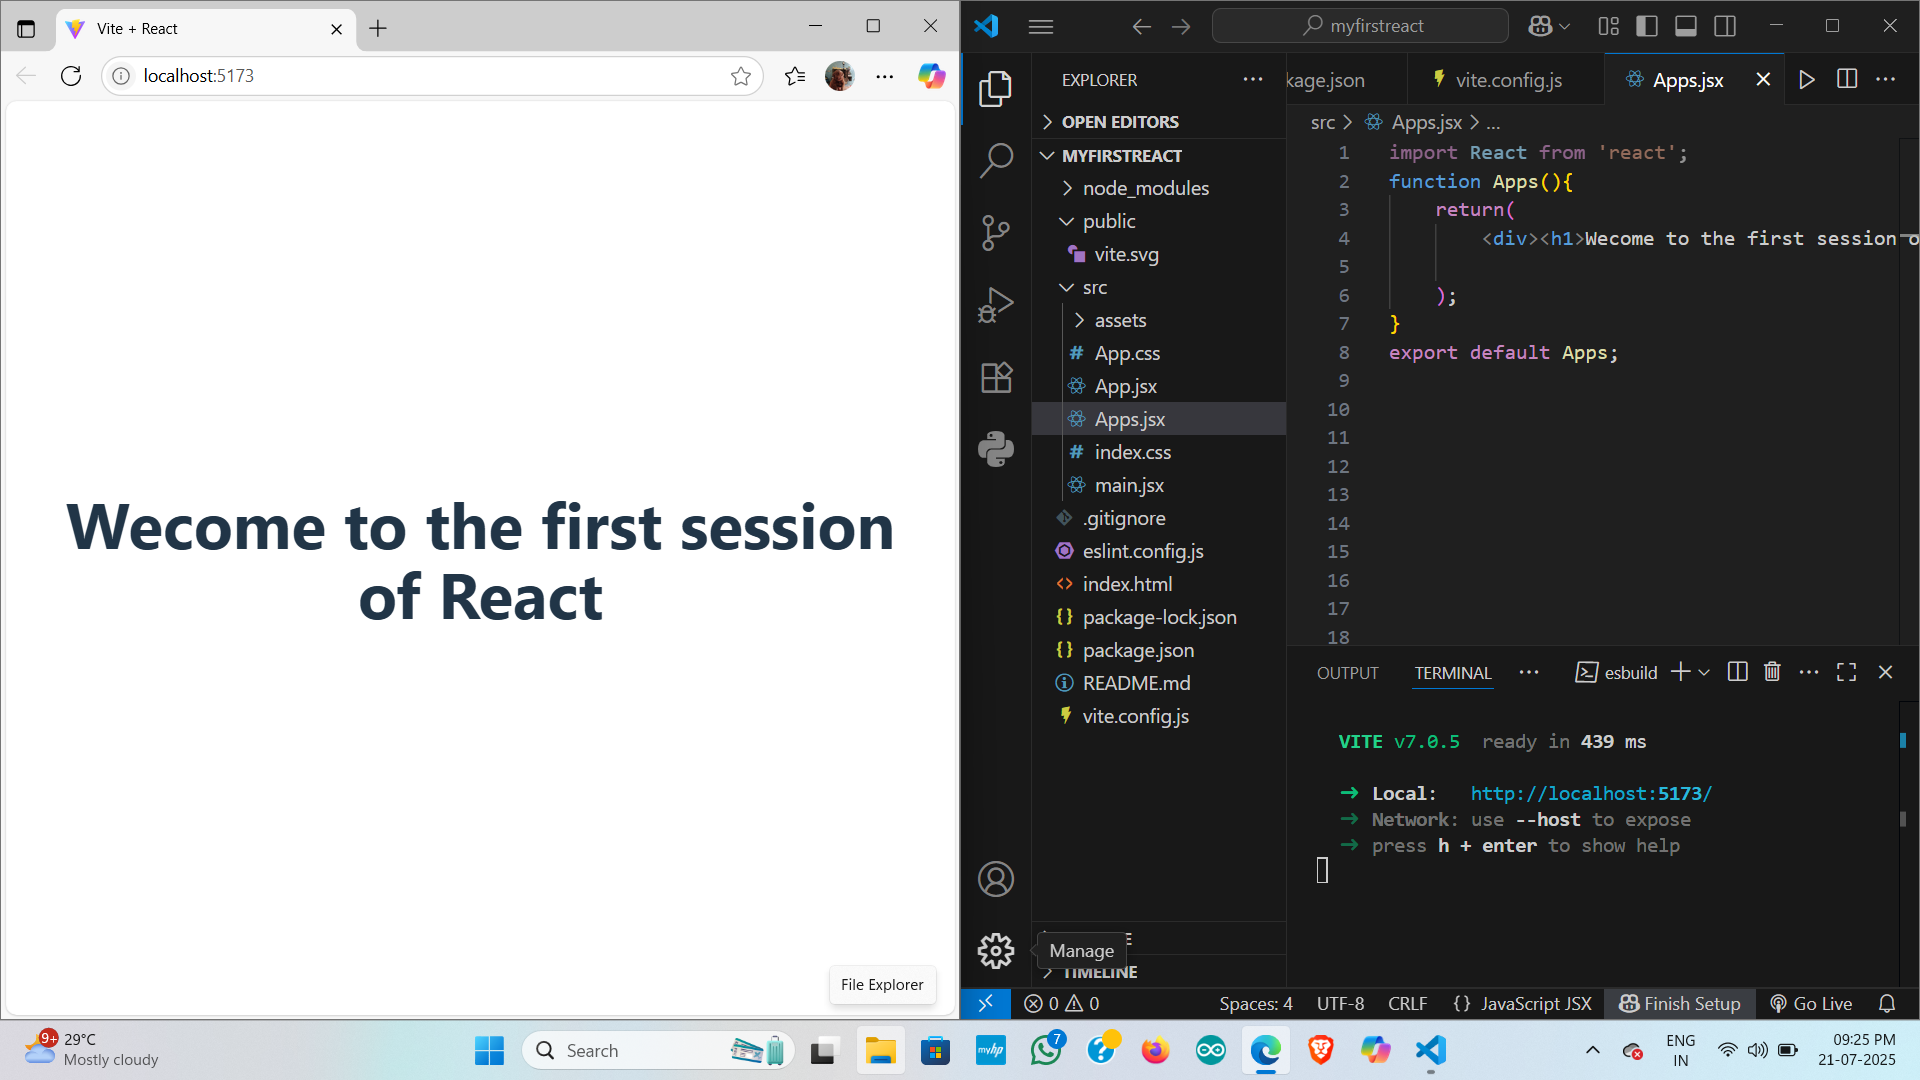 Vite + React
localhost:5173
Wecome to the first session
of React
File Explorer
myfirstreact
EXPLORER
OPEN EDITORS
MYFIRSTREACT
node_modules
public
vite.svg
src
assets
App.css
App.jsx
Apps.jsx
index.css
main.jsx
.gitignore
eslint.config.js
index.html
package-lock.json
package.json
README.md
vite.config.js
Manage
TIMELINE
kage.json
vite.config.js
Apps.jsx
src > Apps.jsx > ...
1 import React from 'react';
2 function Apps(){
3 return(
4 <div><h1>Wecome to the first session o
5
6 );
7 }
8 export default Apps;
9
10
11
12
13
14
15
16
17
18
OUTPUT TERMINAL esbuild
VITE v7.0.5 ready in 439 ms
➜ Local: http://localhost:5173/
➜ Network: use --host to expose
➜ press h + enter to show help
0 0 Spaces: 4 UTF-8 CRLF {} JavaScript JSX Finish Setup Go Live
9+ 29°C
Mostly cloudy
Search
myhp
7
ENG
IN
09:25 PM
21-07-2025